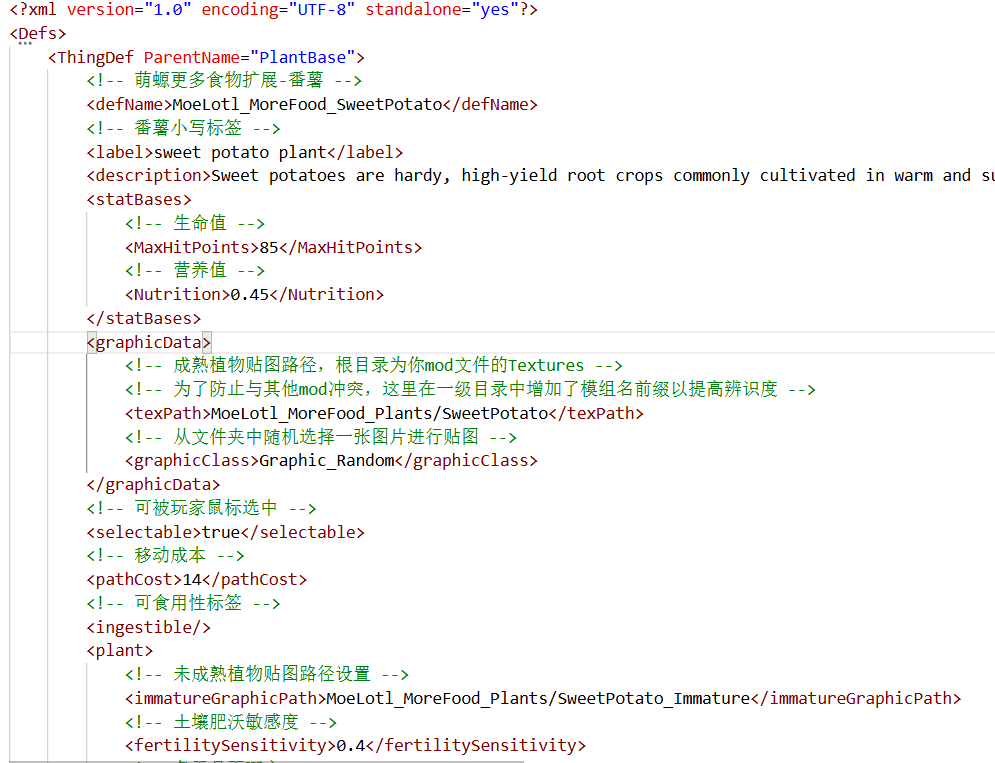 <?xml version="1.0" encoding="UTF-8" standalone="yes"?>
<Defs>
<ThingDef ParentName="PlantBase">
<!-- 萌螈更多食物扩展-番薯 -->
<defName>MoeLotl_MoreFood_SweetPotato</defName>
<!-- 番薯小写标签 -->
<label>sweet potato plant</label>
<description>Sweet potatoes are hardy, high-yield root crops commonly cultivated in warm and
<statBases>
<!-- 生命值 -->
<MaxHitPoints>85</MaxHitPoints>
<!-- 营养值 -->
<Nutrition>0.45</Nutrition>
</statBases>
<graphicData>
<!-- 成熟植物贴图路径，根目录为你mod文件的Textures -->
<!-- 为了防止与其他mod冲突，这里在一级目录中增加了模组名前缀以提高辨识度 -->
<texPath>MoeLotl_MoreFood_Plants/SweetPotato</texPath>
<!-- 从文件夹中随机选择一张图片进行贴图 -->
<graphicClass>Graphic_Random</graphicClass>
</graphicData>
<!-- 可被玩家鼠标选中 -->
<selectable>true</selectable>
<!-- 移动成本 -->
<pathCost>14</pathCost>
<!-- 可食用性标签 -->
<ingestible/>
<plant>
<!-- 未成熟植物贴图路径设置 -->
<immatureGraphicPath>MoeLotl_MoreFood_Plants/SweetPotato_Immature</immatureGraphicPath>
<!-- 土壤肥沃敏感度 -->
<fertilitySensitivity>0.4</fertilitySensitivity>